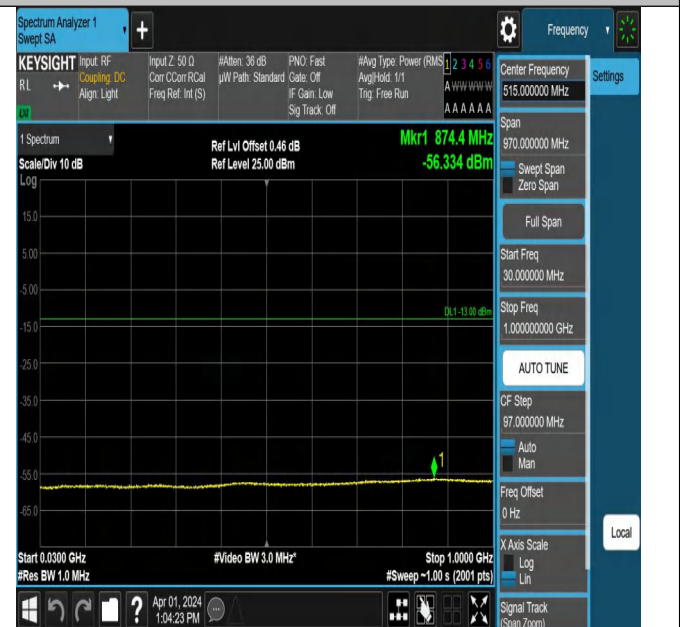 Spectrum Analyzer 1
Swept SA
Frequency
KEYSIGHT
RL
Input: RF
Coupling: DC
Align: Light
Input Z: 50 Ω
Corr CCorr RCal
Freq Ref: Int (S)
#Atten: 36 dB
µW Path: Standard
PNO: Fast
Gate: Off
IF Gain: Low
Sig Track: Off
#Avg Type: Power (RMS
Avg|Hold: 1/1
Trig: Free Run
1 2 3 4 5 6
A W W W W W
A A A A A A
1 Spectrum
Scale/Div 10 dB
Log
Ref Lvl Offset 0.46 dB
Ref Level 25.00 dBm
Mkr1 874.4 MHz
-56.334 dBm
15.0
5.00
-5.00
-15.0
-25.0
-35.0
-45.0
-55.0
-65.0
DL1 -13.00 dBm
1
Start 0.0300 GHz
#Res BW 1.0 MHz
#Video BW 3.0 MHz*
Stop 1.0000 GHz
#Sweep ~1.00 s (2001 pts)
Center Frequency
515.000000 MHz
Settings
Span
970.000000 MHz
Swept Span
Zero Span
Full Span
Start Freq
30.000000 MHz
Stop Freq
1.000000000 GHz
AUTO TUNE
CF Step
97.000000 MHz
Auto
Man
Freq Offset
0 Hz
X Axis Scale
Log
Lin
Local
Signal Track
(Span Zoom)
?
Apr 01, 2024
1:04:23 PM